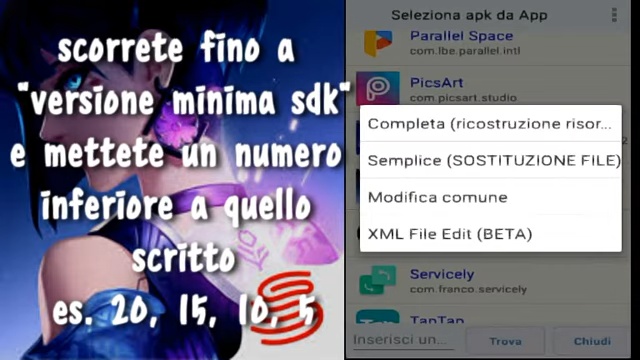 scorrete fino a
"versione minima sdk"
e mettete un numero
inferiore a quello
scritto
es. 20, 15, 10, 5
Seleziona apk da App
Parallel Space
com.lbe.parallel.intl
PicsArt
com.picsart.studio
Completa (ricostruzione risor...
Semplice (SOSTITUZIONE FILE)
Modifica comune
XML File Edit (BETA)
Servicely
com.franco.servicely
TanTan
Inserisci un...
Trova
Chiudi